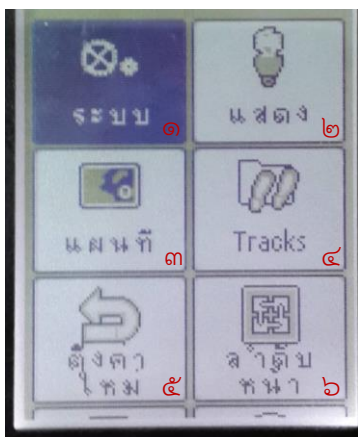 ระบบ ๑
แสดง ๒
แผนที่ ๓
Tracks ๔
ตั้งค่า
ใหม่ ๕
ลำดับ
หน้า ๖